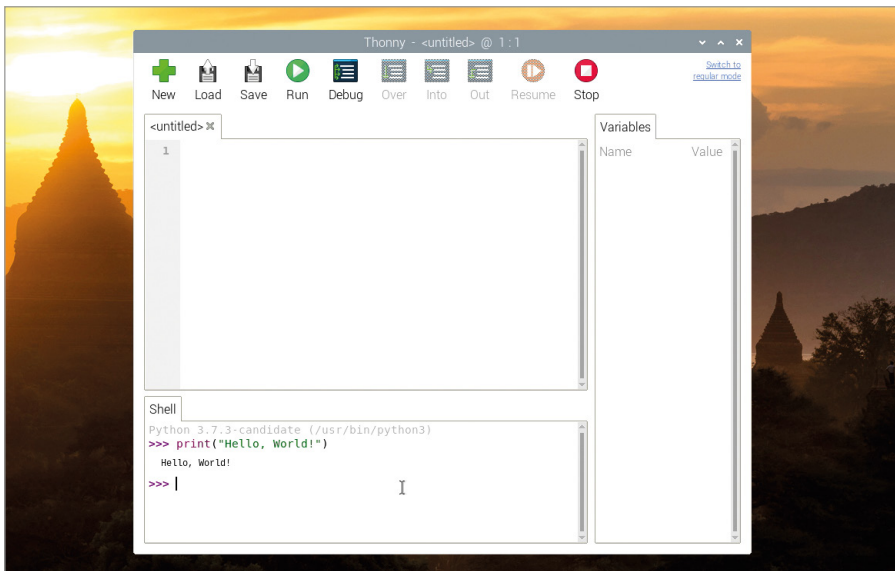 Thonny - <untitled> @ 1 : 1
New Load Save Run Debug Over Into Out Resume Stop
Switch to
regular mode
<untitled>
1
Variables
Name Value
Shell
Python 3.7.3-candidate (/usr/bin/python3)
>>> print("Hello, World!")
Hello, World!
>>>